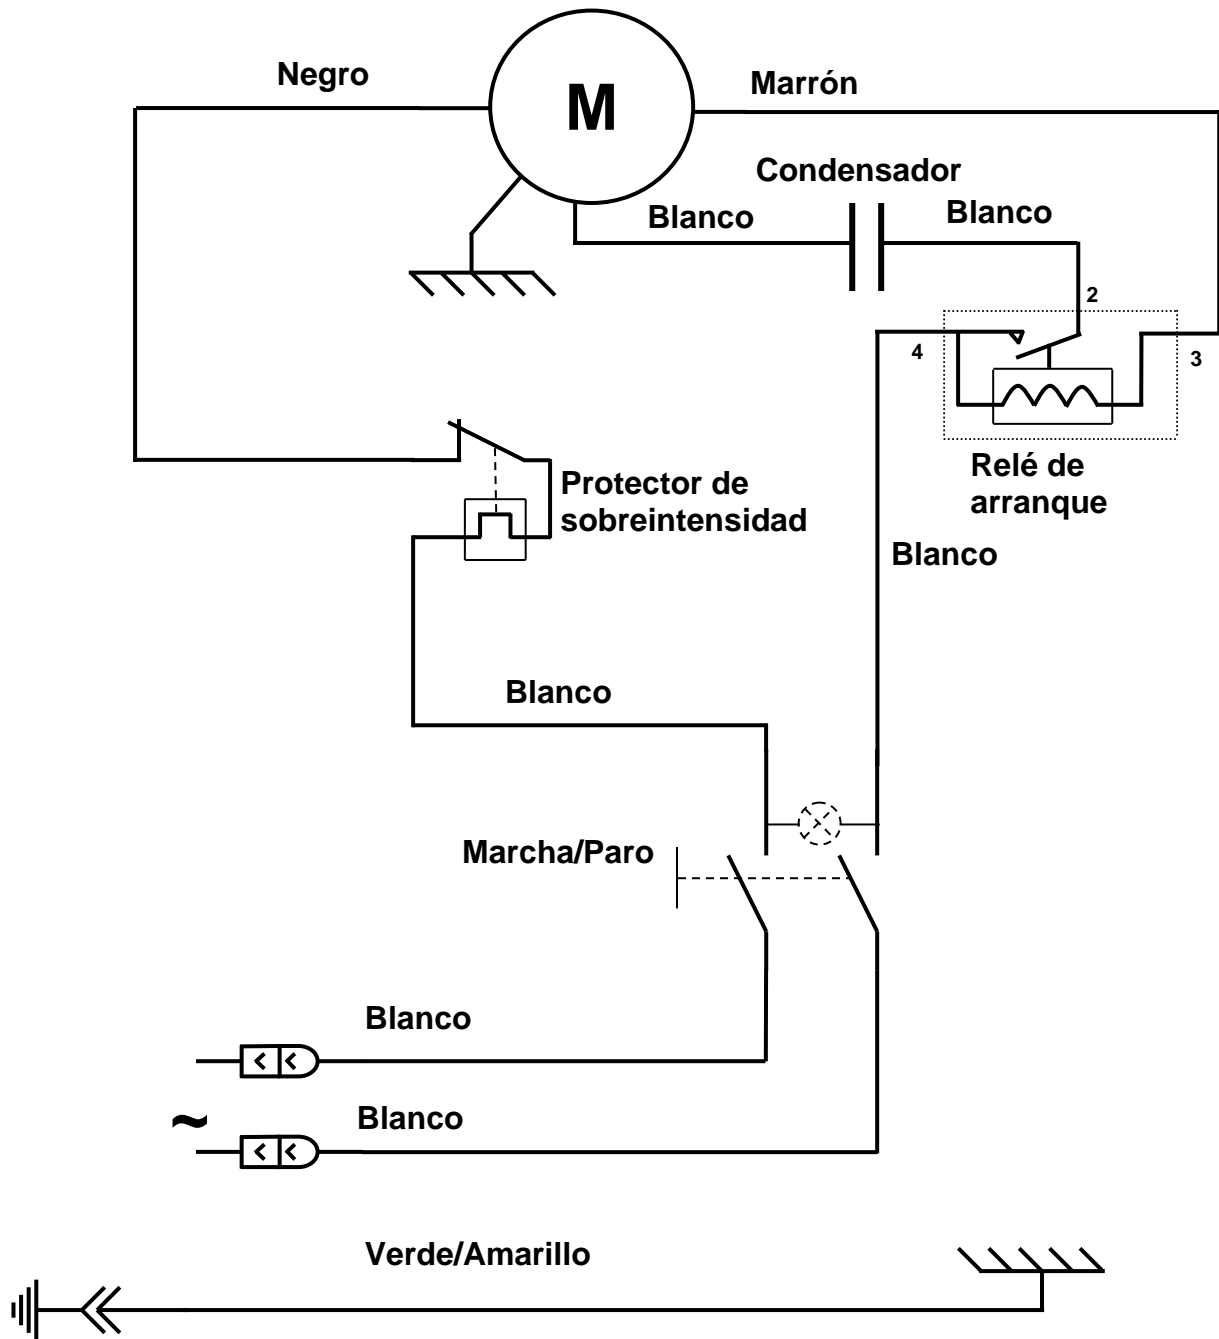 Negro
M
Marrón
Condensador
Blanco
Blanco
2
4
3
Relé de
arranque
Protector de
sobreintensidad
Blanco
Blanco
Marcha/Paro
Blanco
~
Blanco
Verde/Amarillo